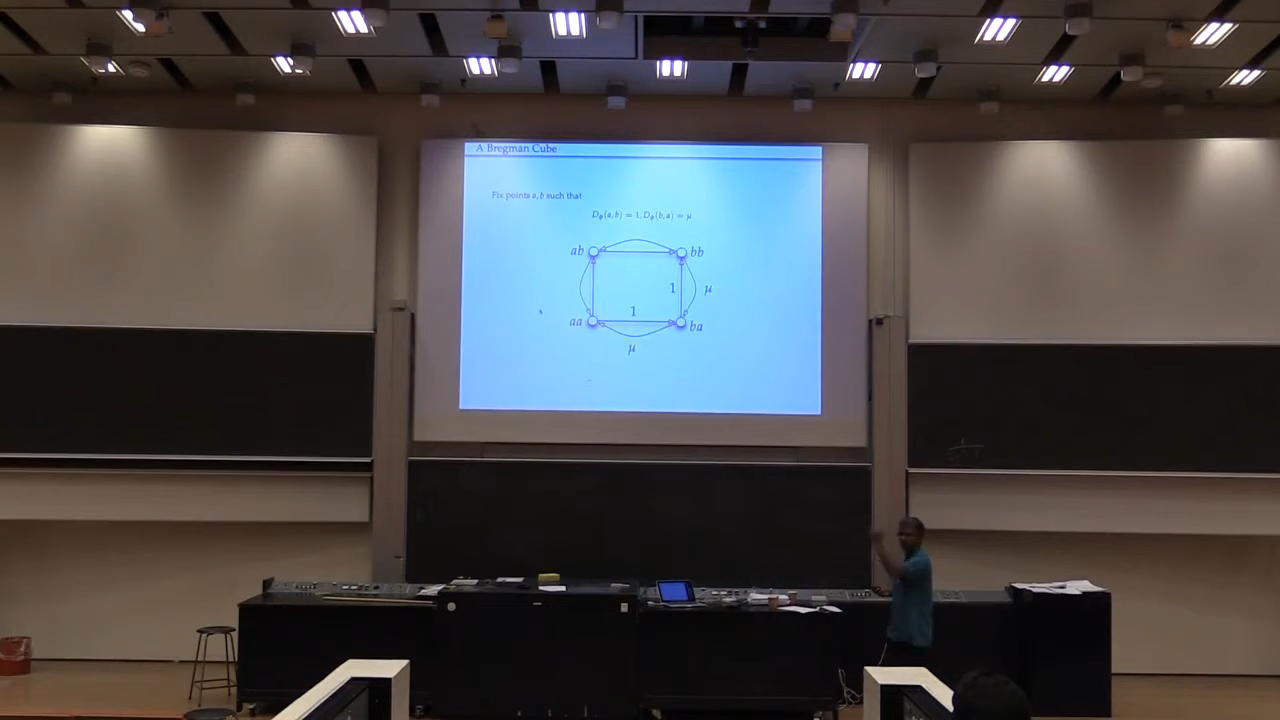 A Bregman Cube
Fix points a, b such that
D_ϕ(a, b) = 1, D_ϕ(b, a) = μ
ab bb
1 μ
1
aa ba
μ